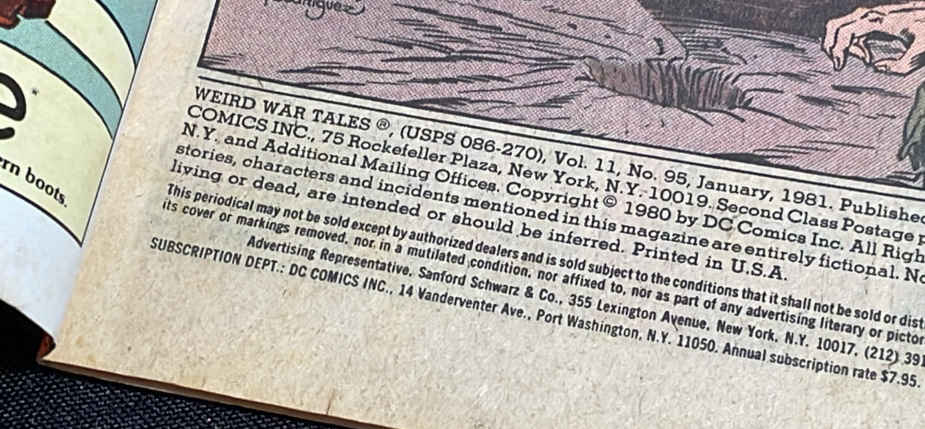 WEIRD WAR TALES ®, (USPS 086-270), Vol. 11, No. 95, January, 1981. Published
COMICS INC., 75 Rockefeller Plaza, New York, N.Y. 10019. Second Class Postage
N.Y. and Additional Mailing Offices. Copyright © 1980 by DC Comics Inc. All Righ
stories, characters and incidents mentioned in this magazine are entirely fictional. No
living or dead, are intended or should be inferred. Printed in U.S.A.
This periodical may not be sold except by authorized dealers and is sold subject to the conditions that it shall not be sold or dist
its cover or markings removed, nor in a mutilated condition, nor affixed to, nor as part of any advertising literary or pictor
Advertising Representative, Sanford Schwarz & Co., 355 Lexington Avenue, New York, N.Y. 10017, (212) 391
SUBSCRIPTION DEPT.: DC COMICS INC., 14 Vanderventer Ave., Port Washington, N.Y. 11050. Annual subscription rate $7.95.
ern boots.